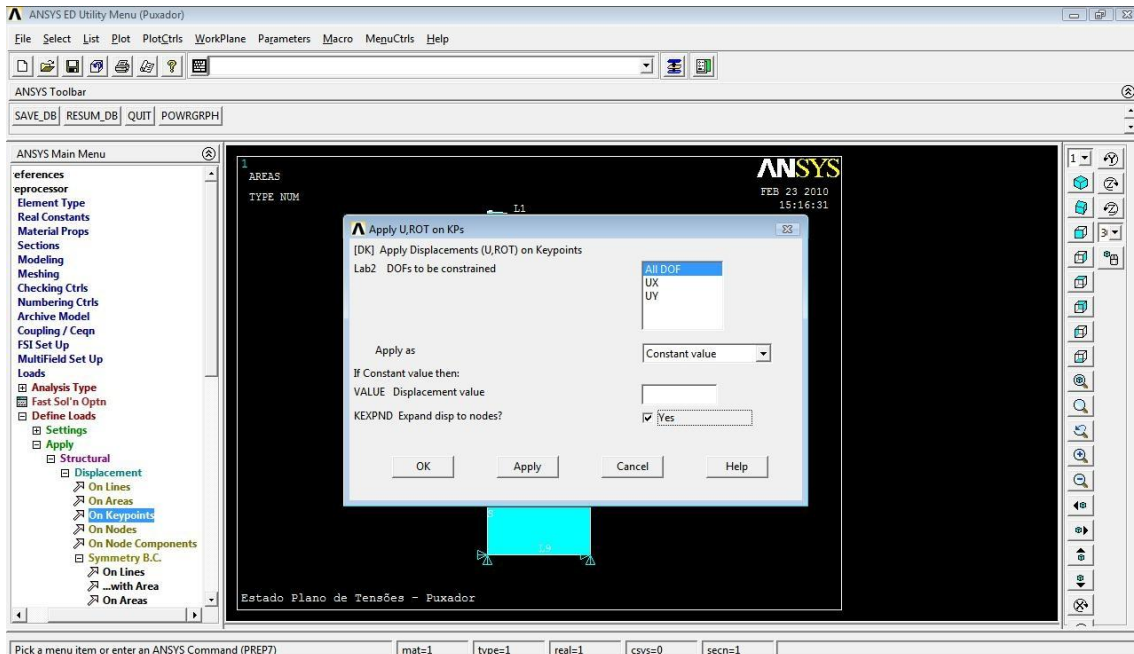 ANSYS ED Utility Menu (Puxador)
File Select List Plot PlotCtrls WorkPlane Parameters Macro MenuCtrls Help
ANSYS Toolbar
SAVE_DB RESUM_DB QUIT POWRGRPH
ANSYS Main Menu
eferences
eprocessor
Element Type
Real Constants
Material Props
Sections
Modeling
Meshing
Checking Ctrls
Numbering Ctrls
Archive Model
Coupling / Ceqn
FSI Set Up
MultiField Set Up
Loads
Analysis Type
Fast Sol'n Optn
Define Loads
Settings
Apply
Structural
Displacement
On Lines
On Areas
On Keypoints
On Nodes
On Node Components
Symmetry B.C.
On Lines
...with Area
On Areas
1
AREAS
TYPE NUM
ANSYS
FEB 23 2010
15:16:31
L1
Apply U,ROT on KPs
[DK] Apply Displacements (U,ROT) on Keypoints
Lab2 DOFs to be constrained
All DOF
UX
UY
Apply as
Constant value
If Constant value then:
VALUE Displacement value
KEXPND Expand disp to nodes?
Yes
OK Apply Cancel Help
L9
Estado Plano de Tensões - Puxador
1
Pick a menu item or enter an ANSYS Command (PREP7)
mat=1 type=1 real=1 csys=0 secn=1